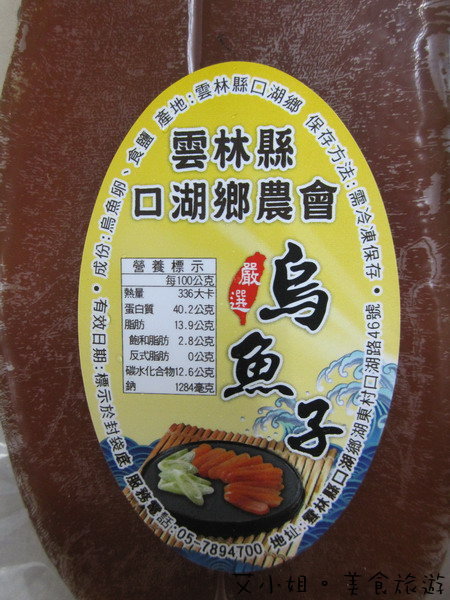 • 成份:烏魚卵、食鹽 產地:雲林縣口湖鄉 保存方法:需冷凍保存 •
雲林縣
口湖鄉農會
嚴選
烏魚子
營養標示
每100公克
熱量 336大卡
蛋白質 40.2公克
脂肪 13.9公克
飽和脂肪 2.8公克
反式脂肪 0公克
碳水化合物12.6公克
鈉 1284毫克
有效日期:標示於封袋底
服務電話:05-7894700 地址:雲林縣口湖鄉湖東村口湖路46號
艾小姐。美食旅遊